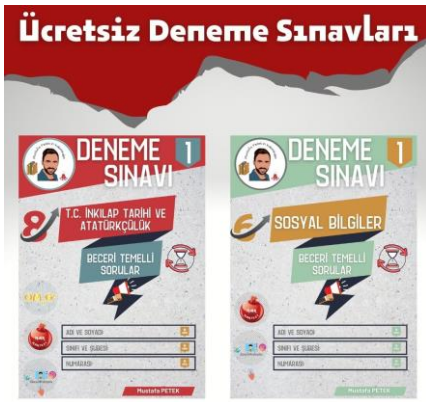 Ücretsiz Deneme Sınavları
DENEME
SINAVI
1
8
T.C. İNKILAP TARİHİ VE
ATATÜRKÇÜLÜK
BECERİ TEMELLİ
SORULAR
ADI VE SOYADI
SINIFI VE ŞUBESİ
NUMARASI
Mustafa PETEK
DENEME
SINAVI
1
6
SOSYAL BİLGİLER
BECERİ TEMELLİ
SORULAR
ADI VE SOYADI
SINIFI VE ŞUBESİ
NUMARASI
Mustafa PETEK